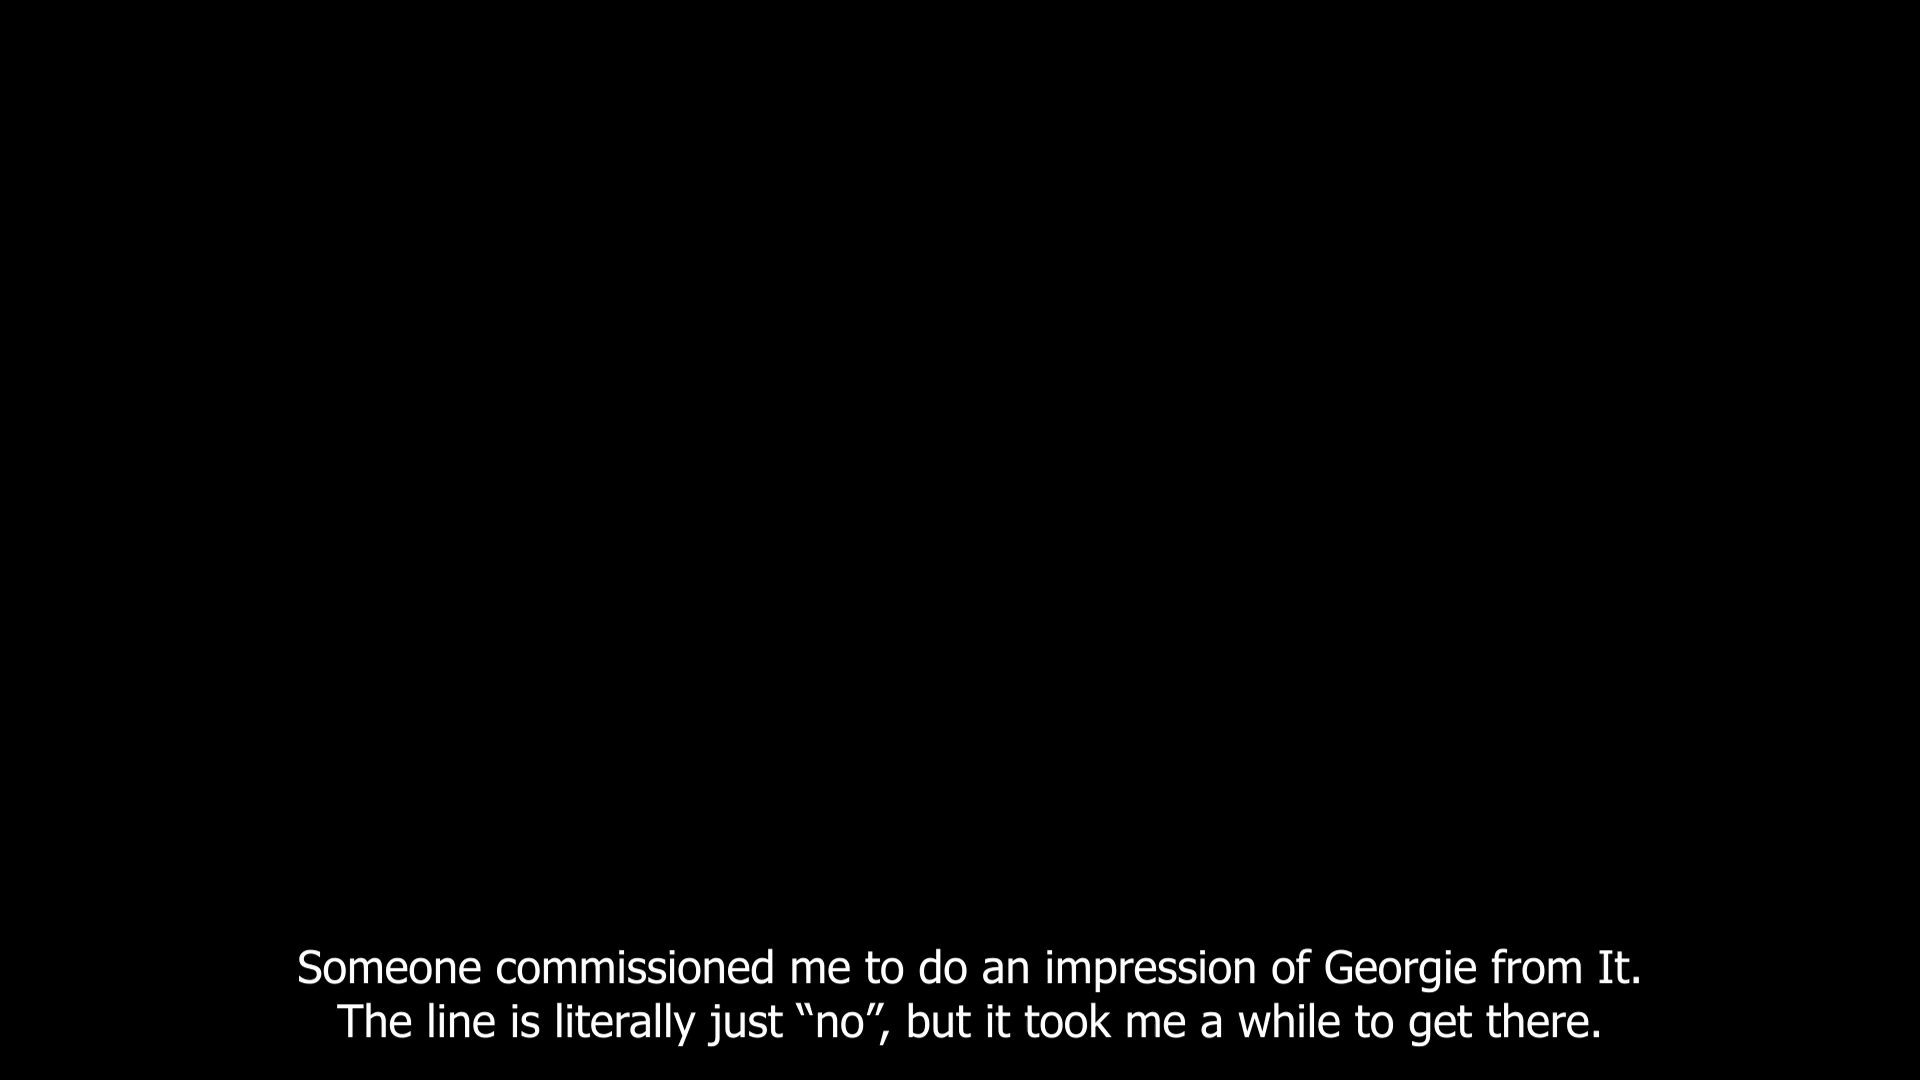 Someone commissioned me to do an impression of Georgie from It.
The line is literally just “no”, but it took me a while to get there.